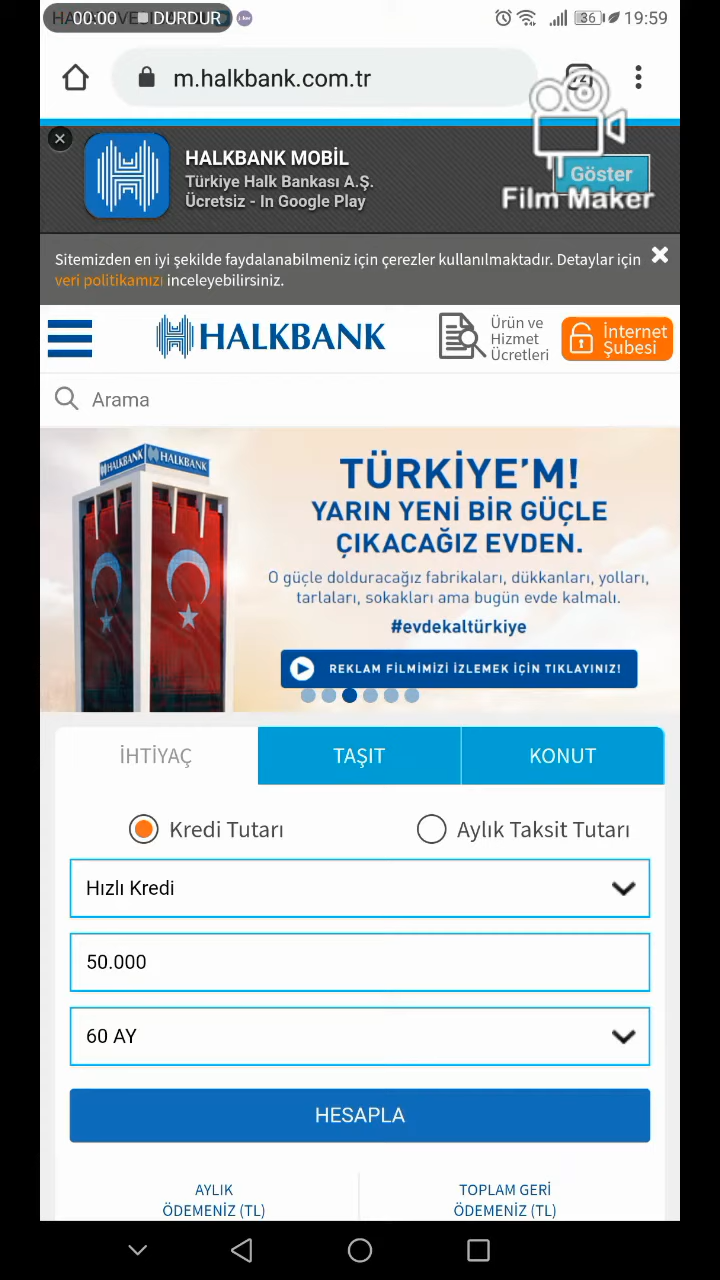 00:00 DURDUR
36 19:59
m.halkbank.com.tr
HALKBANK MOBİL
Türkiye Halk Bankası A.Ş.
Ücretsiz - In Google Play
Göster
Film Maker
Sitemizden en iyi şekilde faydalanabilmeniz için çerezler kullanılmaktadır. Detaylar için
veri politikamızı inceleyebilirsiniz.
HALKBANK
Ürün ve
Hizmet
Ücretleri
İnternet
Şubesi
Arama
HALKBANK HALKBANK
TÜRKİYE'M!
YARIN YENİ BİR GÜÇLE
ÇIKACAĞIZ EVDEN.
O güçle dolduracağız fabrikaları, dükkanları, yolları,
tarlaları, sokakları ama bugün evde kalmalı.
#evdekaltürkiye
REKLAM FİLMİMİZİ İZLEMEK İÇİN TIKLAYINIZ!
İHTİYAÇ TAŞIT KONUT
Kredi Tutarı Aylık Taksit Tutarı
Hızlı Kredi
50.000
60 AY
HESAPLA
AYLIK
ÖDEMENİZ (TL)
TOPLAM GERİ
ÖDEMENİZ (TL)